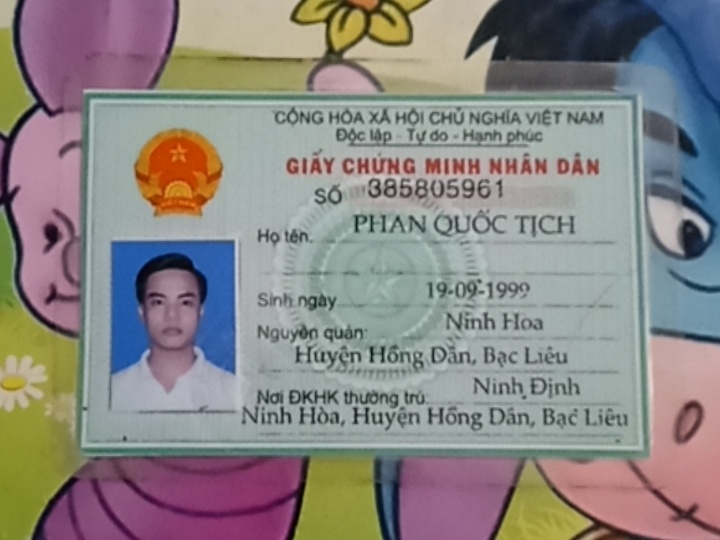 CỘNG HÒA XÃ HỘI CHỦ NGHĨA VIỆT NAM
Độc lập - Tự do - Hạnh phúc
GIẤY CHỨNG MINH NHÂN DÂN
SỐ 385805961
Họ tên: PHAN QUỐC TỊCH
Sinh ngày 19-09-1999
Nguyên quán: Ninh Hoa
Huyện Hồng Dân, Bạc Liêu
Nơi ĐKHK thường trú: Ninh Định
Ninh Hòa, Huyện Hồng Dân, Bạc Liêu